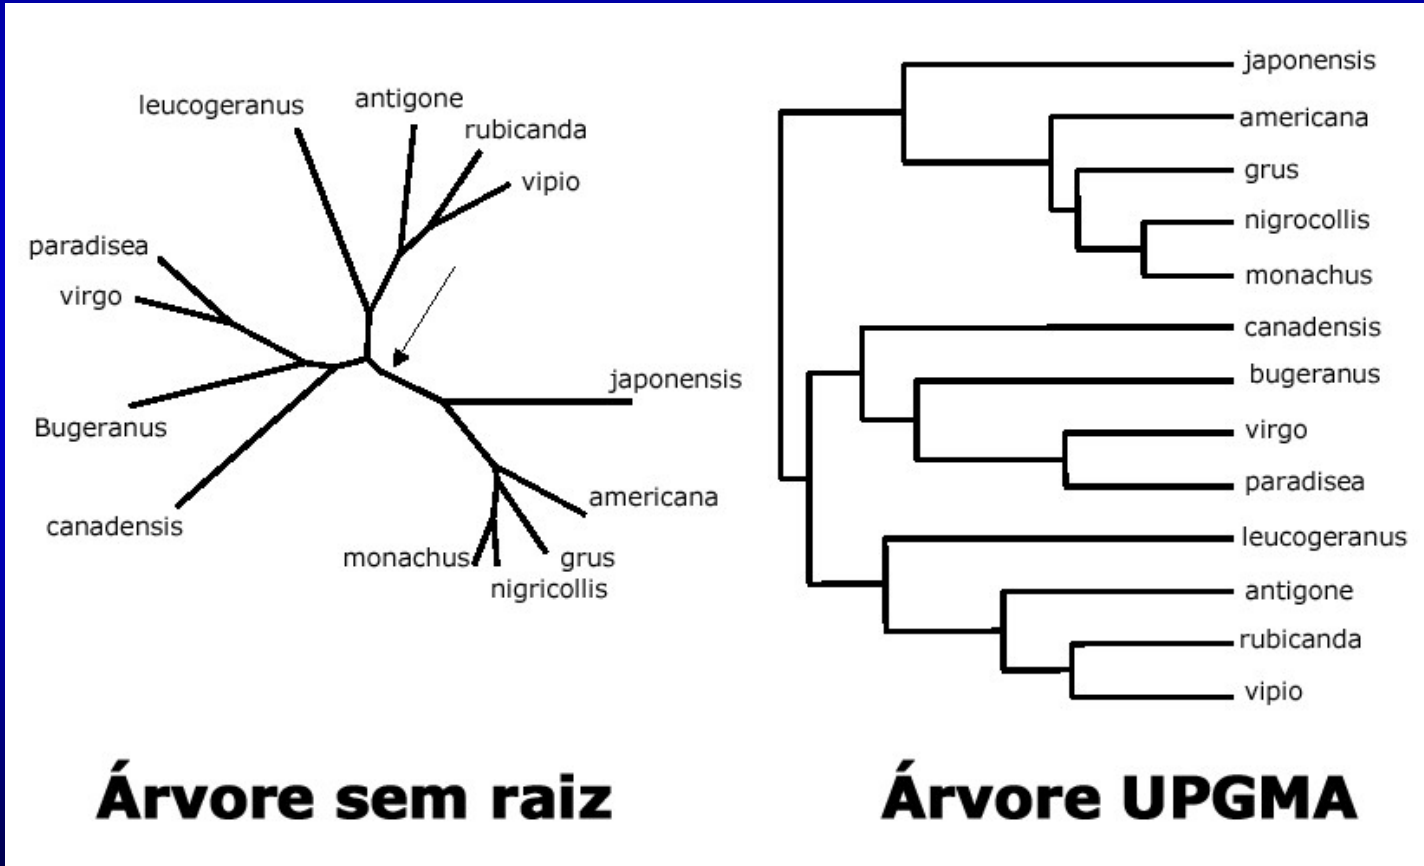 leucogeranus
antigone
rubicanda
vipio
paradisea
virgo
Bugeranus
canadensis
japonensis
americana
monachus
grus
nigricollis
Árvore sem raiz
japonensis
americana
grus
nigrocollis
monachus
canadensis
bugeranus
virgo
paradisea
leucogeranus
antigone
rubicanda
vipio
Árvore UPGMA